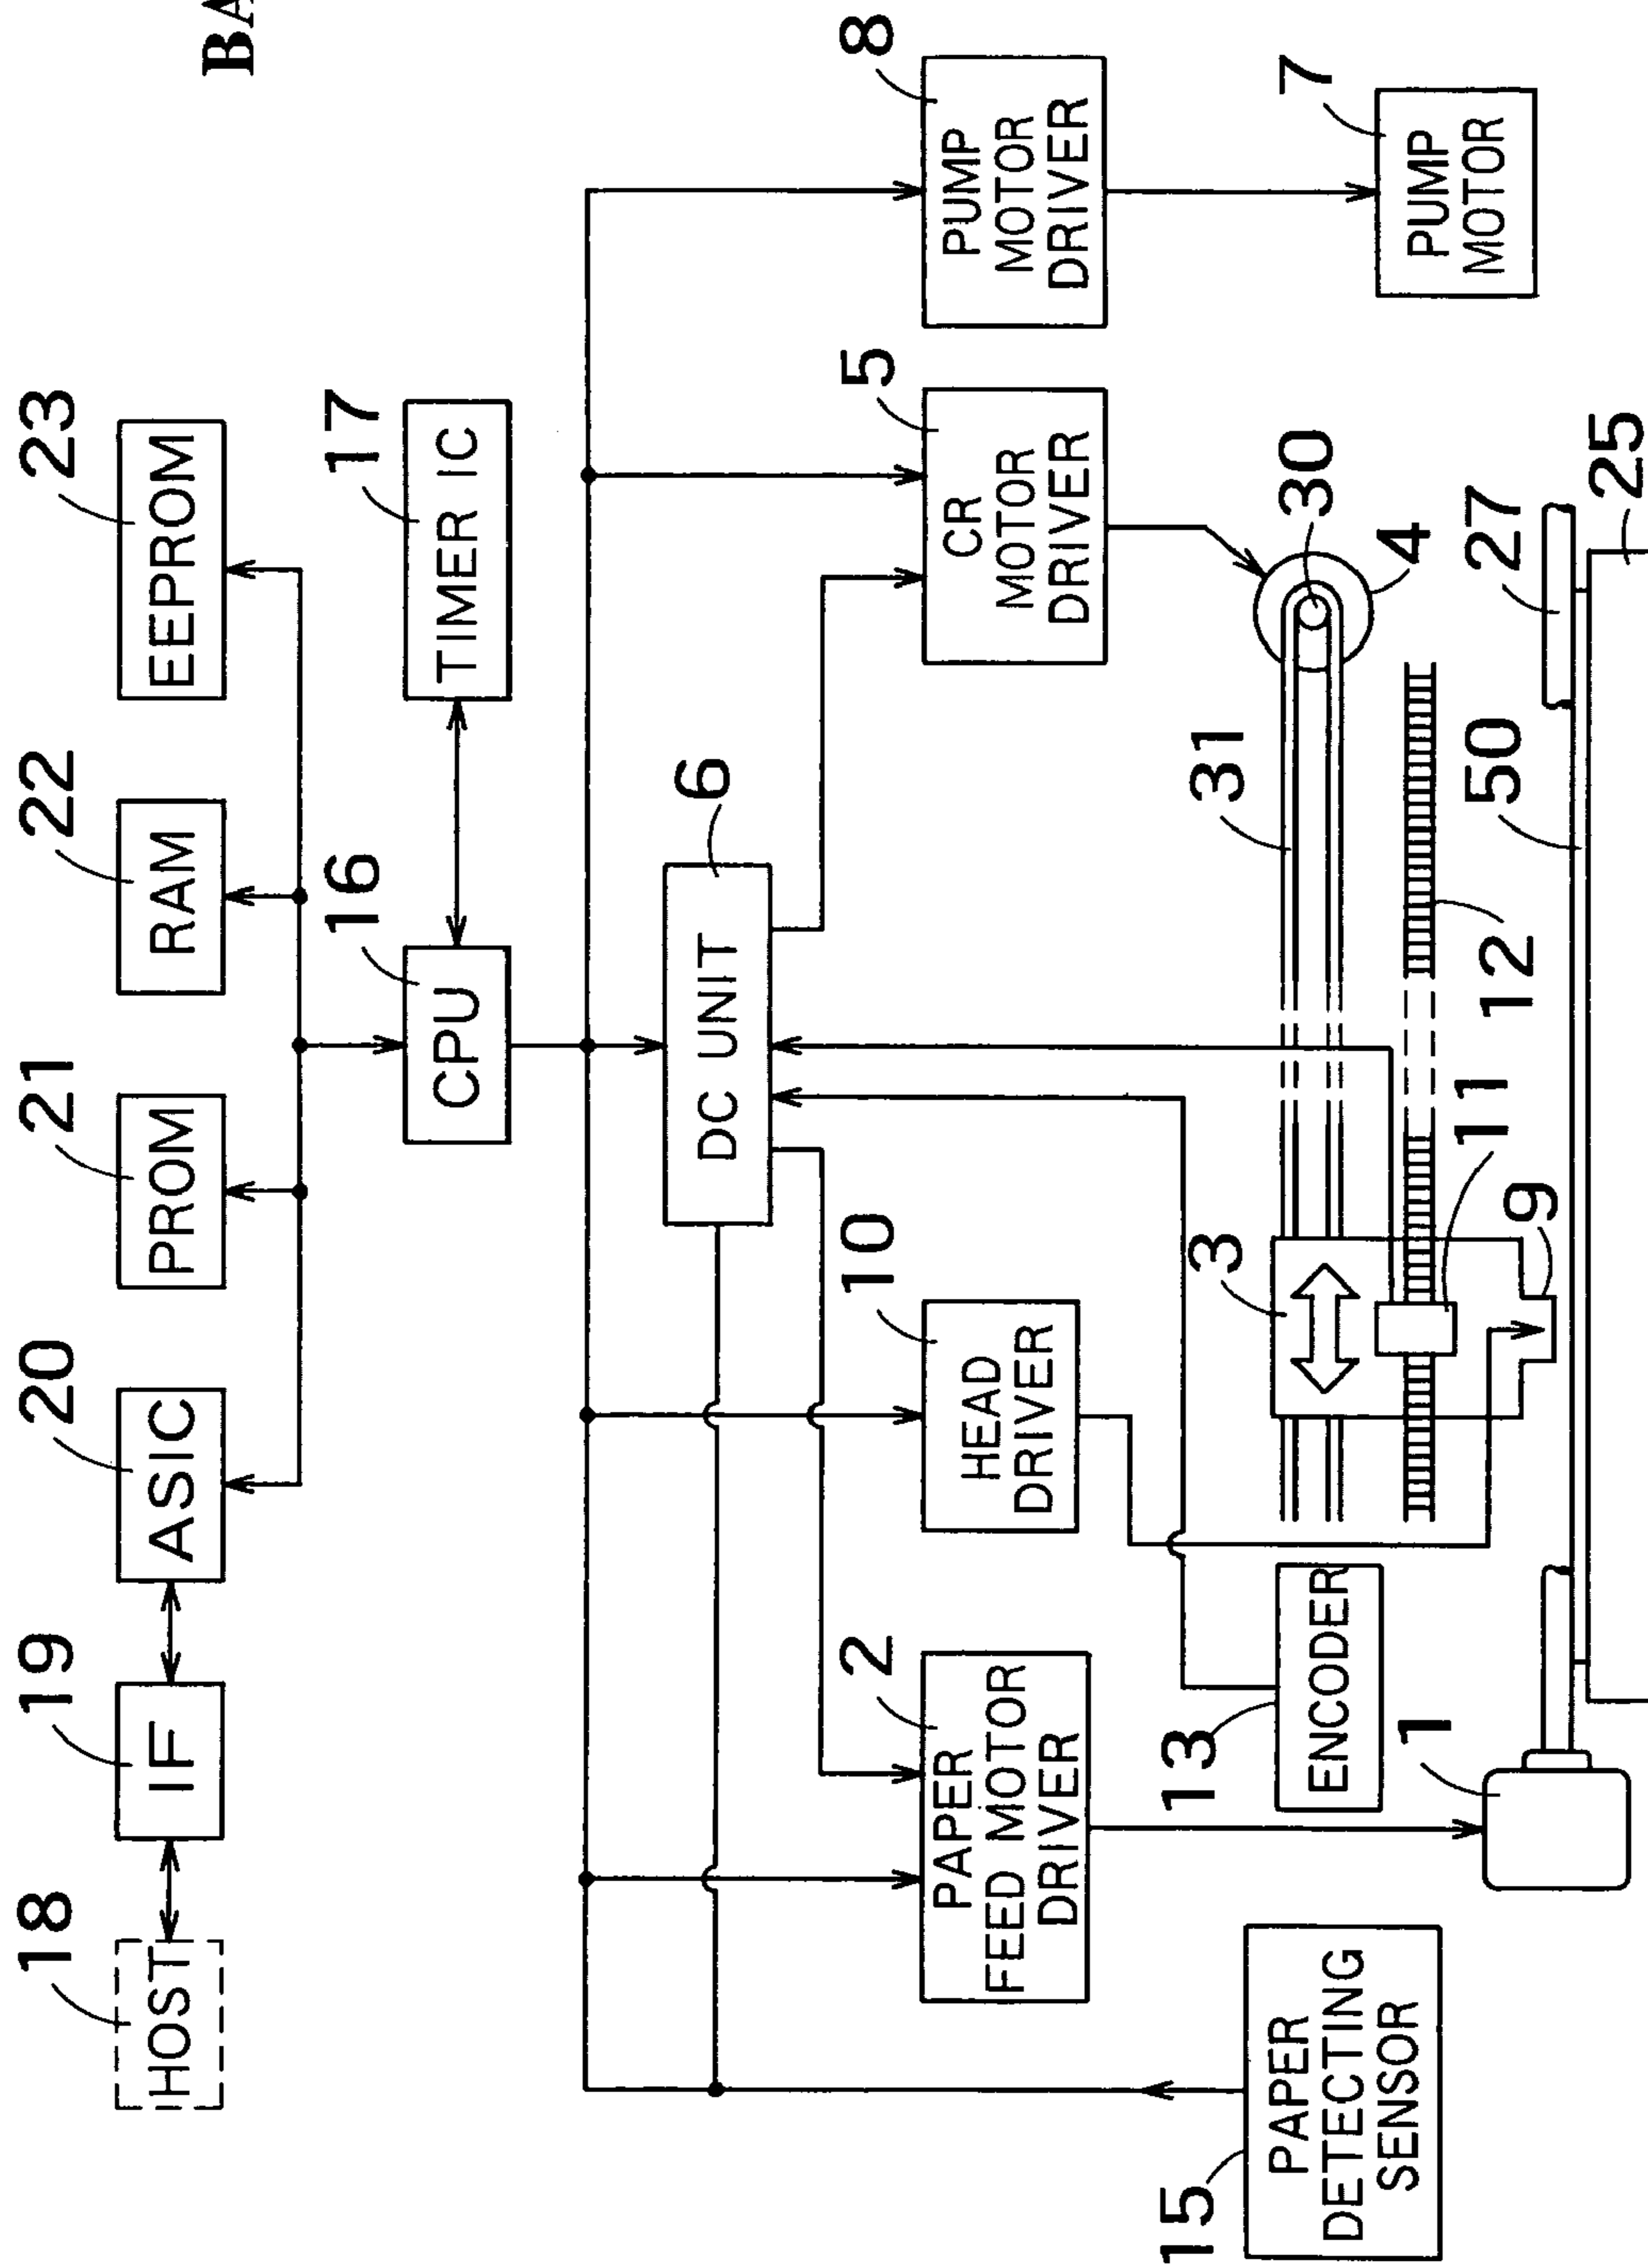 BA
18
19
20
21
22
23
HOST
IF
ASIC
PROM
RAM
EEPROM
16
17
CPU
TIMER IC
6
DC UNIT
2
10
5
8
PAPER
FEED MOTOR
DRIVER
HEAD
DRIVER
CR
MOTOR
DRIVER
PUMP
MOTOR
DRIVER
15
13
3
31
30
7
PAPER
DETECTING
SENSOR
ENCODER
PUMP
MOTOR
1
4
11
12
9
50
27
25